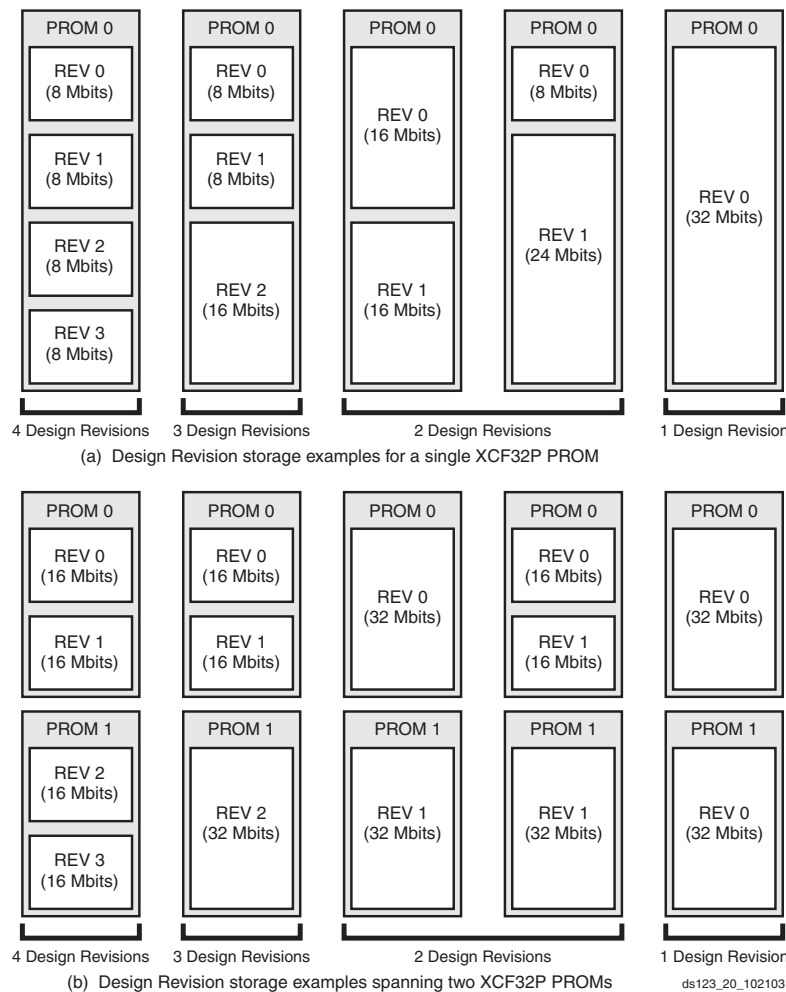 PROM 0
REV 0
(8 Mbits)
REV 1
(8 Mbits)
REV 2
(8 Mbits)
REV 3
(8 Mbits)
PROM 0
REV 0
(8 Mbits)
REV 1
(8 Mbits)
REV 2
(16 Mbits)
PROM 0
REV 0
(16 Mbits)
REV 1
(16 Mbits)
PROM 0
REV 0
(8 Mbits)
REV 1
(24 Mbits)
PROM 0
REV 0
(32 Mbits)
4 Design Revisions
3 Design Revisions
2 Design Revisions
1 Design Revision
(a) Design Revision storage examples for a single XCF32P PROM
PROM 0
REV 0
(16 Mbits)
REV 1
(16 Mbits)
PROM 0
REV 0
(16 Mbits)
REV 1
(16 Mbits)
PROM 0
REV 0
(32 Mbits)
PROM 0
REV 0
(16 Mbits)
REV 1
(16 Mbits)
PROM 0
REV 0
(32 Mbits)
PROM 1
REV 2
(16 Mbits)
REV 3
(16 Mbits)
PROM 1
REV 2
(32 Mbits)
PROM 1
REV 1
(32 Mbits)
PROM 1
REV 1
(32 Mbits)
PROM 1
REV 0
(32 Mbits)
4 Design Revisions
3 Design Revisions
2 Design Revisions
1 Design Revision
(b) Design Revision storage examples spanning two XCF32P PROMs
ds123_20_102103